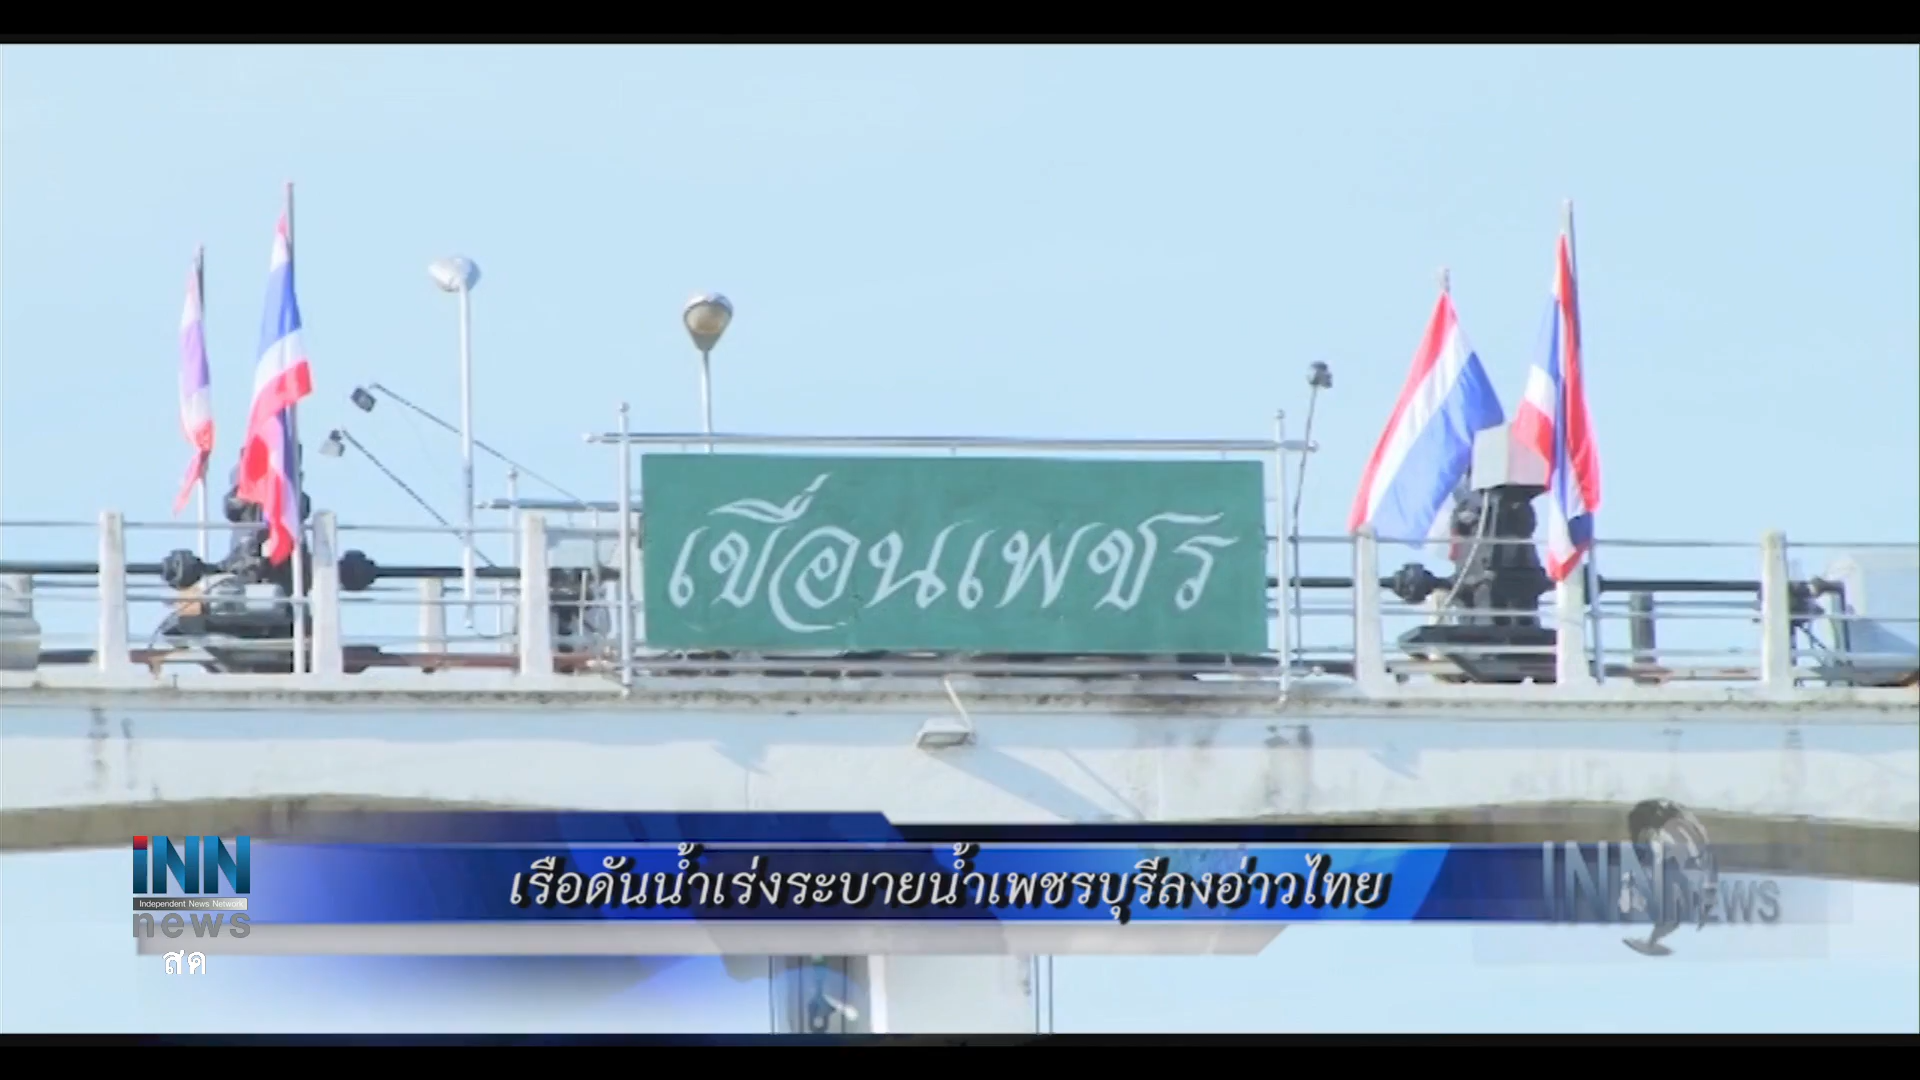 เขื่อนเพชร
เรือดันน้ำเร่งระบายน้ำเพชรบุรีลงอ่าวไทย
iNN
Independent News Network
news
สด
INN NEWS